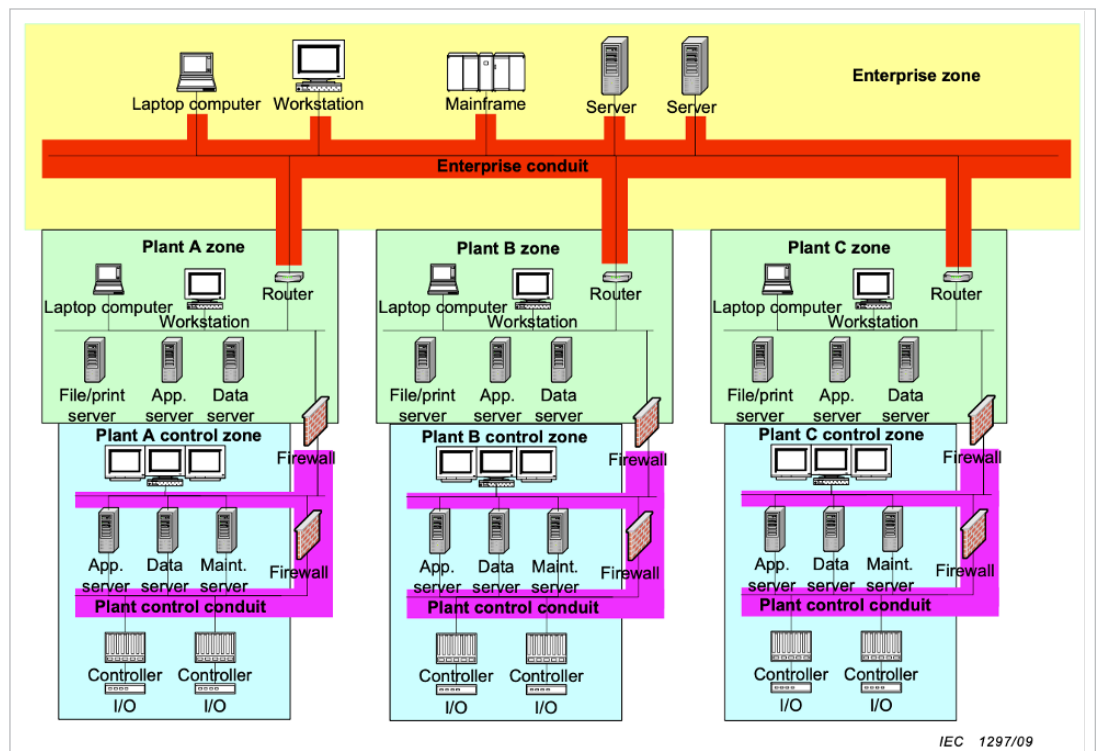 Enterprise zone
Laptop computer
Workstation
Mainframe
Server
Server
Enterprise conduit
Plant A zone
Router
Laptop computer
Workstation
File/print
server
App.
server
Data
server
Plant A control zone
Firewall
App.
server
Data
server
Maint.
server
Firewall
Plant control conduit
Controller
Controller
I/O
I/O
Plant B zone
Router
Laptop computer
Workstation
File/print
server
App.
server
Data
server
Plant B control zone
Firewall
App.
server
Data
server
Maint.
server
Firewall
Plant control conduit
Controller
Controller
I/O
I/O
Plant C zone
Router
Laptop computer
Workstation
File/print
server
App.
server
Data
server
Plant C control zone
Firewall
App.
server
Data
server
Maint.
server
Firewall
Plant control conduit
Controller
Controller
I/O
I/O
IEC 1297/09